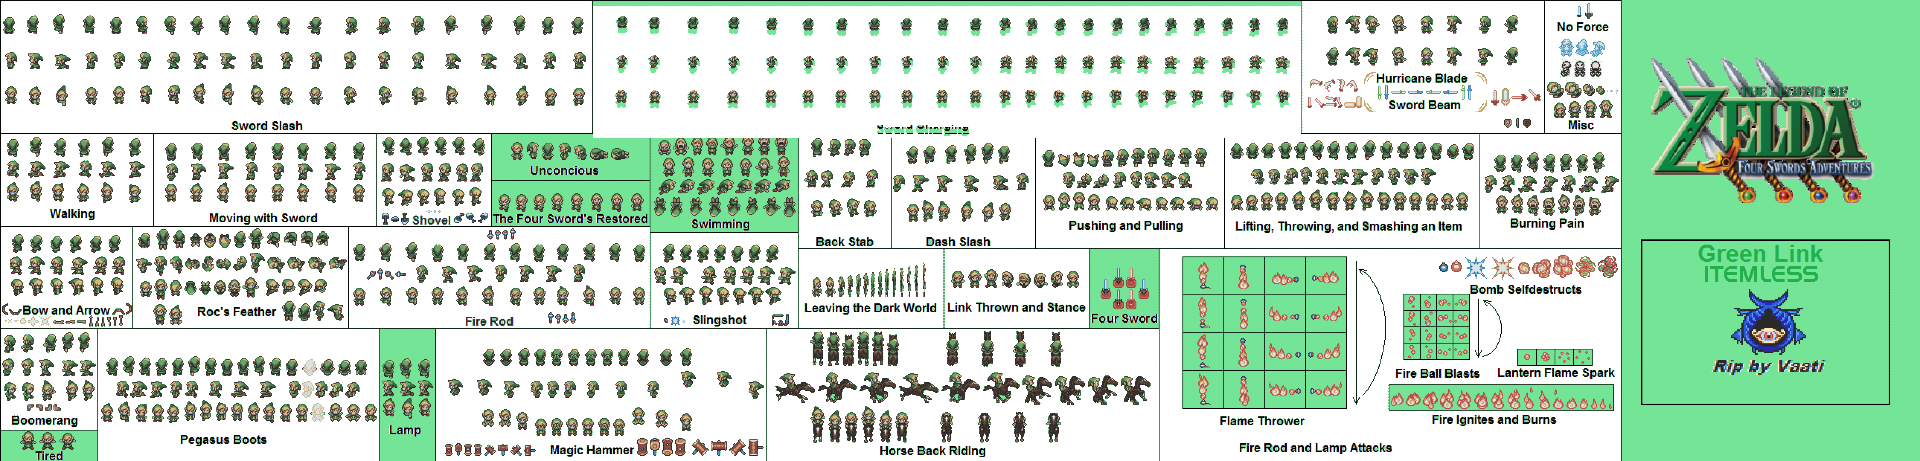 Sword Slash
Sword Charging
Hurricane Blade
Sword Beam
No Force
Misc
THE LEGEND OF
ZELDA
FOUR SWORDS ADVENTURES
Walking
Moving with Sword
Shovel
Unconcious
The Four Sword's Restored
Swimming
Back Stab
Dash Slash
Pushing and Pulling
Lifting, Throwing, and Smashing an Item
Burning Pain
Bow and Arrow
Roc's Feather
Fire Rod
Slingshot
Leaving the Dark World
Link Thrown and Stance
Four Sword
Bomb Selfdestructs
Fire Ball Blasts
Lantern Flame Spark
Flame Thrower
Fire Ignites and Burns
Fire Rod and Lamp Attacks
Boomerang
Tired
Pegasus Boots
Lamp
Magic Hammer
Horse Back Riding
Green Link
ITEMLESS
Rip by Vaati